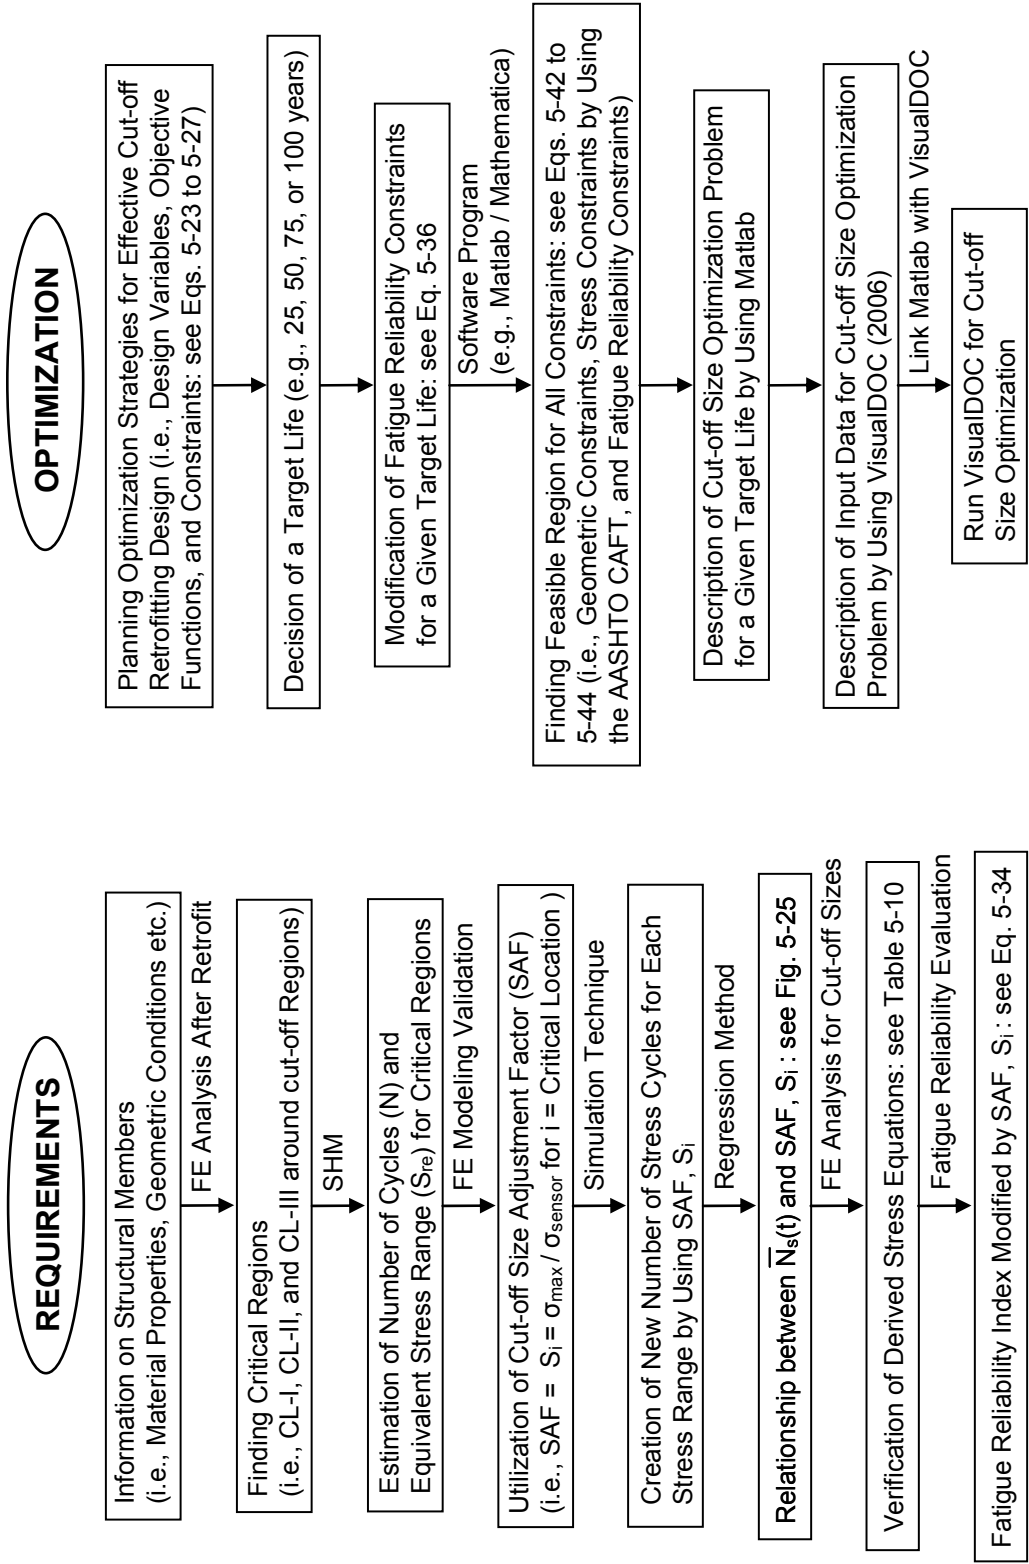 REQUIREMENTS
Information on Structural Members
(i.e., Material Properties, Geometric Conditions etc.)
FE Analysis After Retrofit
Finding Critical Regions
(i.e., CL-I, CL-II, and CL-III around cut-off Regions)
SHM
Estimation of Number of Cycles (N) and
Equivalent Stress Range (Sre) for Critical Regions
FE Modeling Validation
Utilization of Cut-off Size Adjustment Factor (SAF)
(i.e., SAF = Si = σmax / σsensor for i = Critical Location )
Simulation Technique
Creation of New Number of Stress Cycles for Each
Stress Range by Using SAF, Si
Regression Method
Relationship between N̅s(t) and SAF, Si : see Fig. 5-25
FE Analysis for Cut-off Sizes
Verification of Derived Stress Equations: see Table 5-10
Fatigue Reliability Evaluation
Fatigue Reliability Index Modified by SAF, Si : see Eq. 5-34
OPTIMIZATION
Planning Optimization Strategies for Effective Cut-off
Retrofitting Design (i.e., Design Variables, Objective
Functions, and Constraints: see Eqs. 5-23 to 5-27)
Decision of a Target Life (e.g., 25, 50, 75, or 100 years)
Modification of Fatigue Reliability Constraints
for a Given Target Life: see Eq. 5-36
Software Program
(e.g., Matlab / Mathematica)
Finding Feasible Region for All Constraints: see Eqs. 5-42 to
5-44 (i.e., Geometric Constraints, Stress Constraints by Using
the AASHTO CAFT, and Fatigue Reliability Constraints)
Description of Cut-off Size Optimization Problem
for a Given Target Life by Using Matlab
Description of Input Data for Cut-off Size Optimization
Problem by Using VisualDOC (2006)
Link Matlab with VisualDOC
Run VisualDOC for Cut-off
Size Optimization